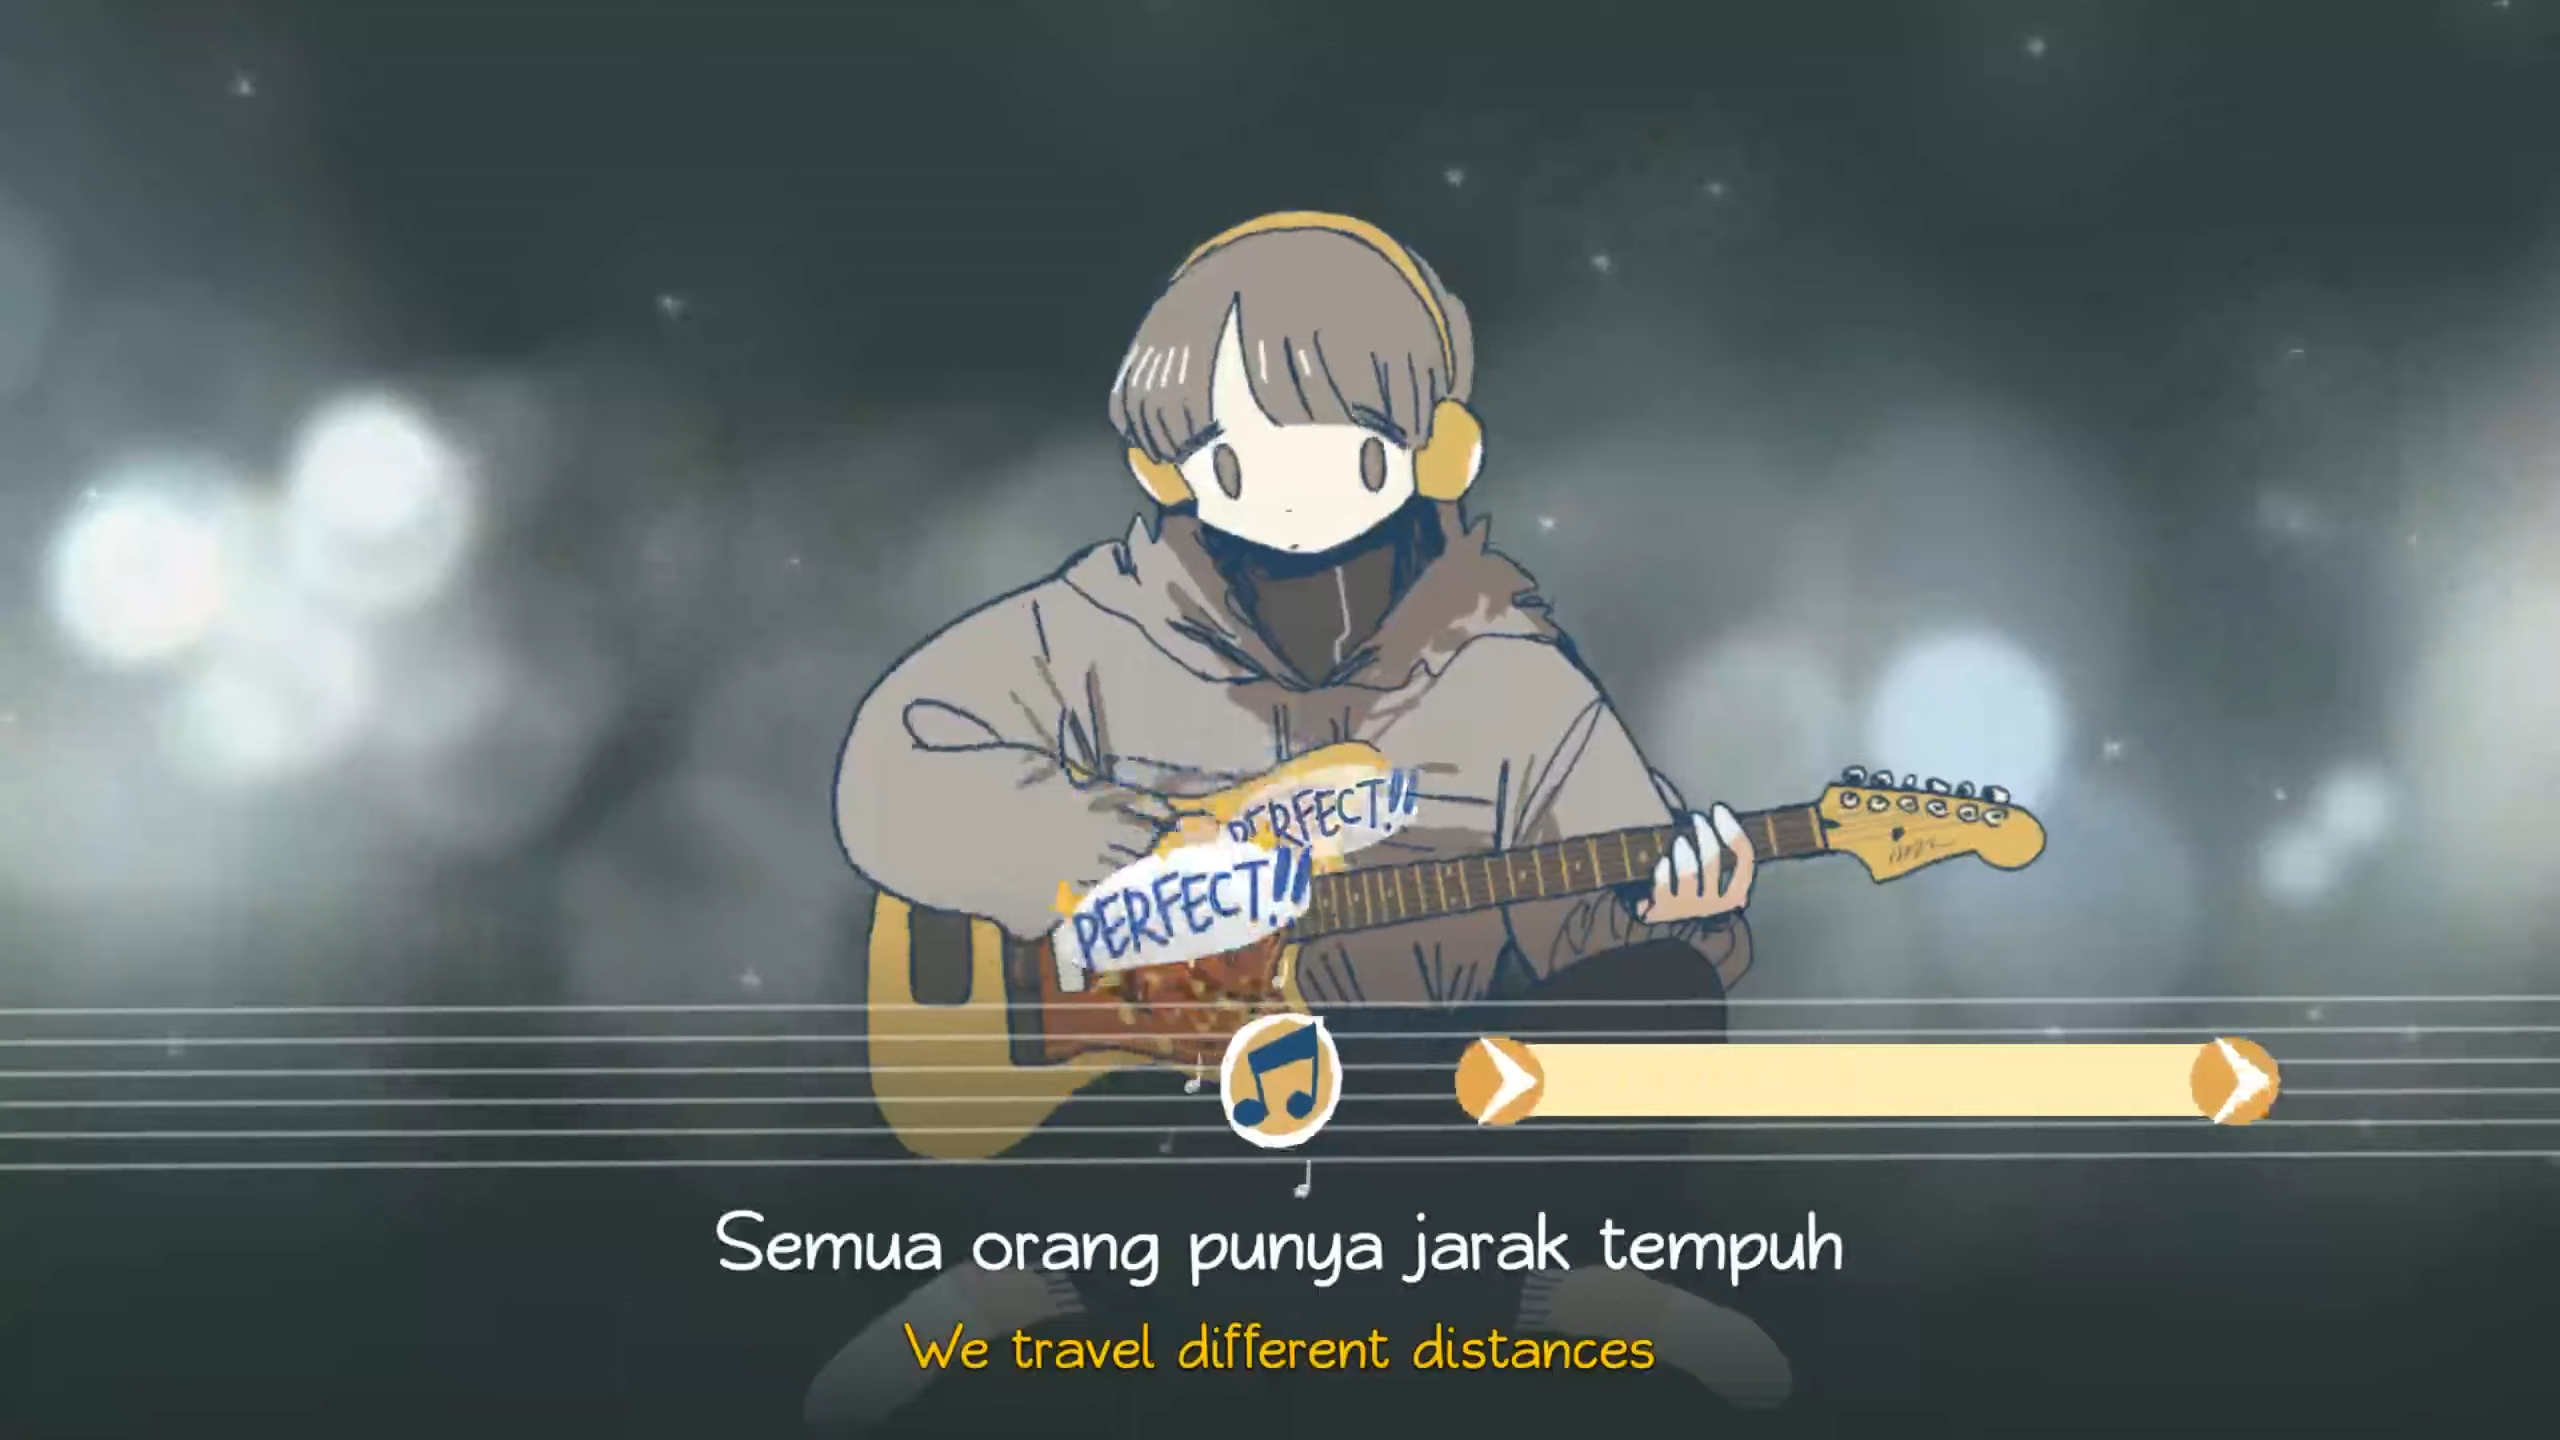 PERFECT!!
PERFECT!!
Semua orang punya jarak tempuh
We travel different distances